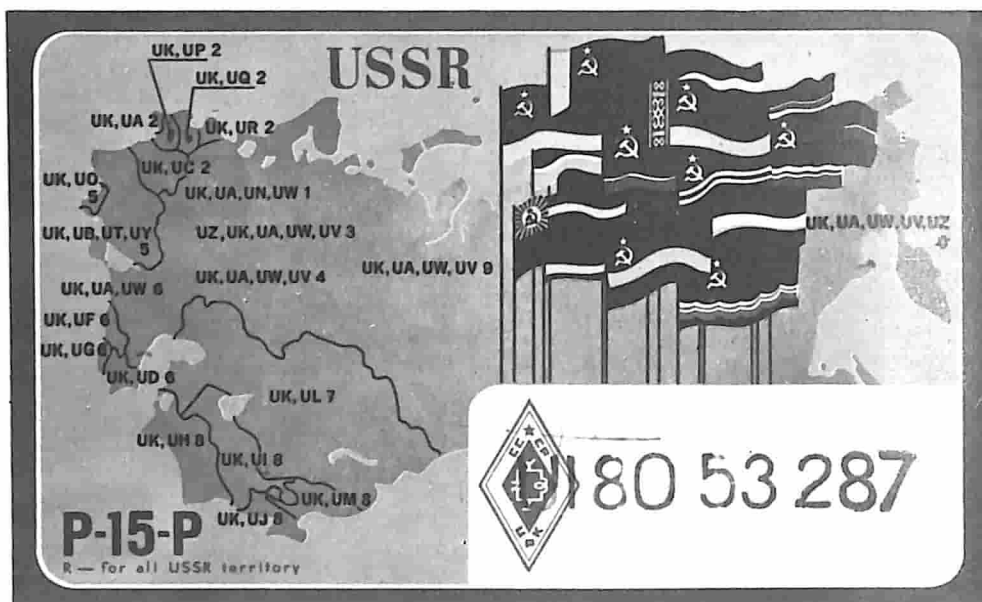 UK, UP 2
USSR
UK, UQ 2
UK, UA 2
UK, UR 2
UK, UC 2
UK, UO
5
UK, UA, UN, UW 1
UK, UB, UT, UY
5
UZ, UK, UA, UW, UV 3
UK, UA, UW, UV, UZ
0
UK, UA, UW, UV 9
UK, UA, UW, UV 4
UK, UA, UW 6
UK, UF 6
UK, UG 6
UK, UD 6
UK, UL 7
UK, UH 8
UK, UI 8
UK, UM 8
UK, UJ 8
P-15-P
R — for all USSR territory
СССР
ЦРК
80 53 287